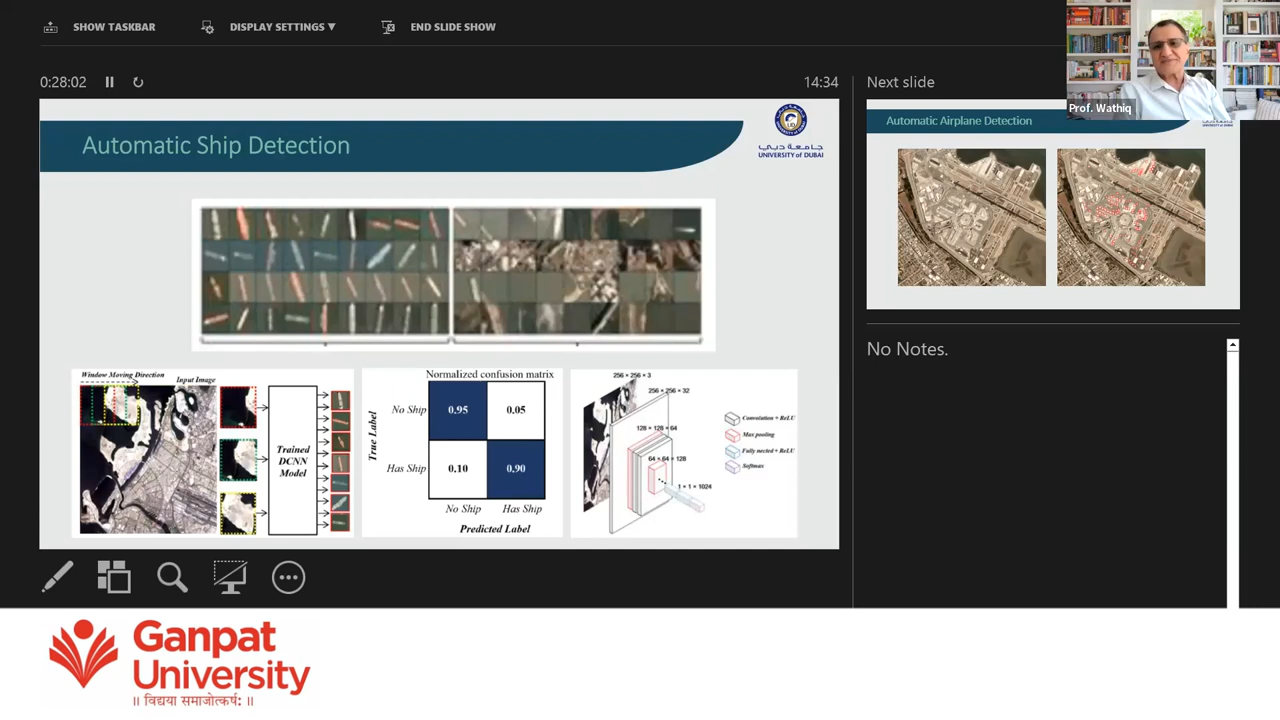 SHOW TASKBAR
DISPLAY SETTINGS ▼
END SLIDE SHOW
0:28:02
14:34
Next slide
Prof. Wathiq
Automatic Ship Detection
جامعة دبي
UNIVERSITY of DUBAI
Automatic Airplane Detection
No Notes.
Window Moving Direction
Input Image
Trained
DCNN
Model
Normalized confusion matrix
True Label
No Ship
0.95
0.05
Has Ship
0.10
0.90
No Ship
Has Ship
Predicted Label
256 × 256 × 3
256 × 256 × 32
128 × 128 × 64
64 × 64 × 128
1 × 1 × 1024
Convolution + ReLU
Max pooling
Fully nected + ReLU
Softmax
Ganpat
University
॥ विद्यया समाजोत्कर्षः ॥